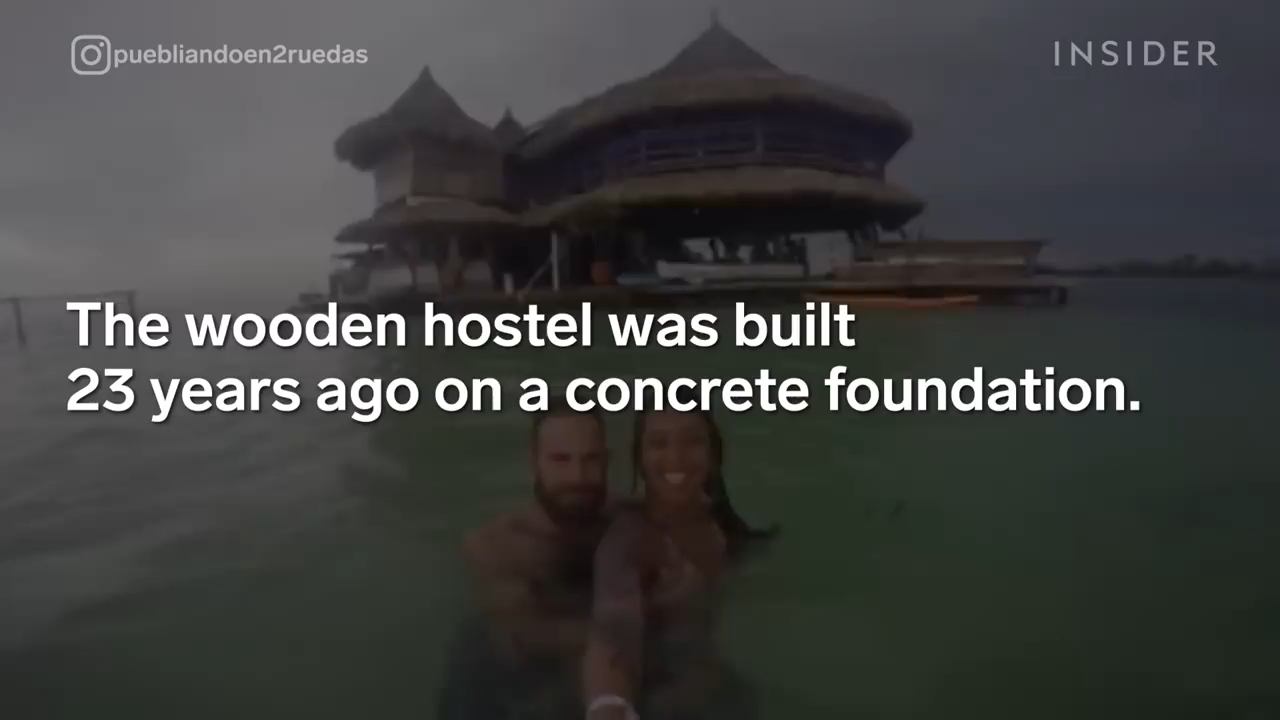 puebliandoen2ruedas
INSIDER
The wooden hostel was built
23 years ago on a concrete foundation.